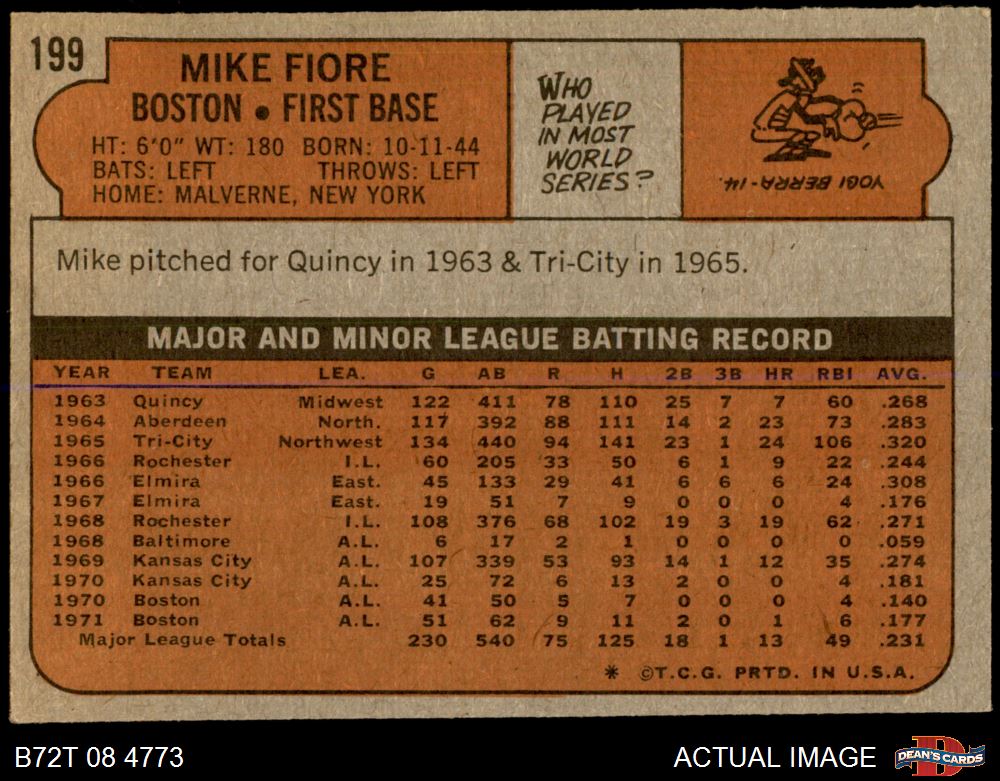 199
MIKE FIORE
BOSTON • FIRST BASE
HT: 6'0" WT: 180 BORN: 10-11-44
BATS: LEFT THROWS: LEFT
HOME: MALVERNE, NEW YORK
WHO
PLAYED
IN MOST
WORLD
SERIES?
YOGI BERRA-14.
Mike pitched for Quincy in 1963 & Tri-City in 1965.
MAJOR AND MINOR LEAGUE BATTING RECORD
YEAR TEAM LEA. G AB R H 2B 3B HR RBI AVG.
1963 Quincy Midwest 122 411 78 110 25 7 7 60 .268
1964 Aberdeen North. 117 392 88 111 14 2 23 73 .283
1965 Tri-City Northwest 134 440 94 141 23 1 24 106 .320
1966 Rochester I.L. 60 205 33 50 6 1 9 22 .244
1966 Elmira East. 45 133 29 41 6 6 6 24 .308
1967 Elmira East. 19 51 7 9 0 0 0 4 .176
1968 Rochester I.L. 108 376 68 102 19 3 19 62 .271
1968 Baltimore A.L. 6 17 2 1 0 0 0 0 .059
1969 Kansas City A.L. 107 339 53 93 14 1 12 35 .274
1970 Kansas City A.L. 25 72 6 13 2 0 0 4 .181
1970 Boston A.L. 41 50 5 7 0 0 0 4 .140
1971 Boston A.L. 51 62 9 11 2 0 1 6 .177
Major League Totals 230 540 75 125 18 1 13 49 .231
* ©T.C.G. PRTD. IN U.S.A.
B72T 08 4773
ACTUAL IMAGE
D
DEAN'S CARDS